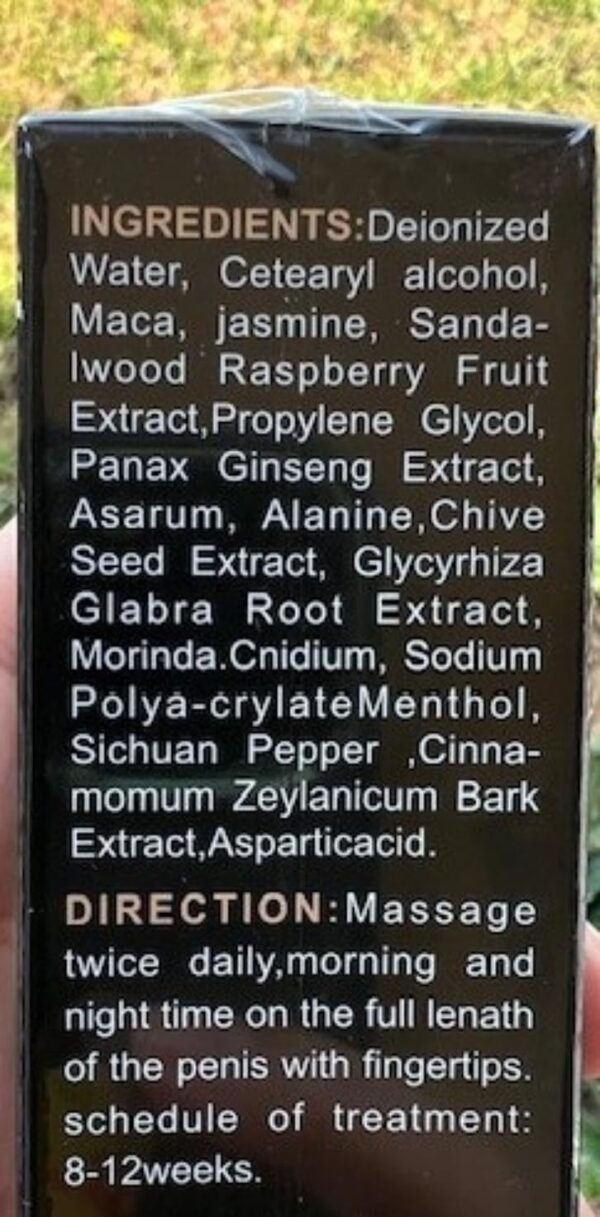 INGREDIENTS:Deionized
Water, Cetearyl alcohol,
Maca, jasmine, Sanda-
lwood Raspberry Fruit
Extract,Propylene Glycol,
Panax Ginseng Extract,
Asarum, Alanine,Chive
Seed Extract, Glycyrhiza
Glabra Root Extract,
Morinda.Cnidium, Sodium
Polya-crylateMenthol,
Sichuan Pepper ,Cinna-
momum Zeylanicum Bark
Extract,Asparticacid.
DIRECTION:Massage
twice daily,morning and
night time on the full lenath
of the penis with fingertips.
schedule of treatment:
8-12weeks.